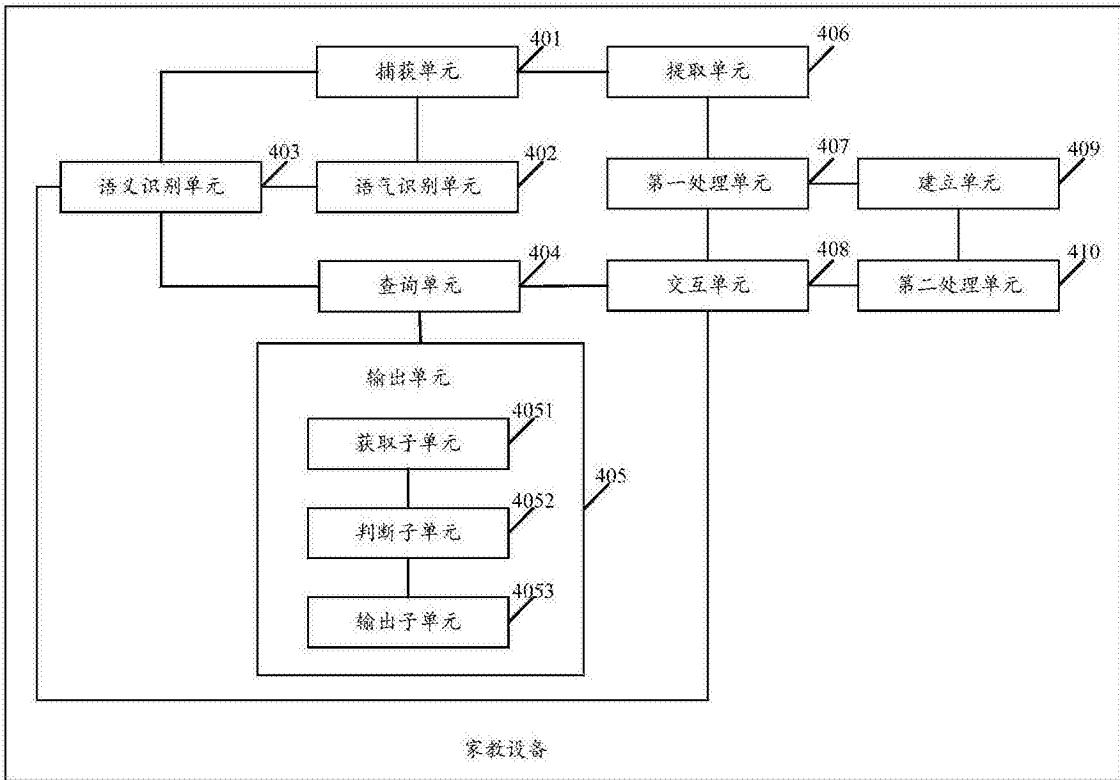 401
捕获单元
406
提取单元
403
语义识别单元
402
语气识别单元
407
第一处理单元
409
建立单元
404
查询单元
408
交互单元
410
第二处理单元
输出单元
4051
获取子单元
405
4052
判断子单元
4053
输出子单元
家教设备